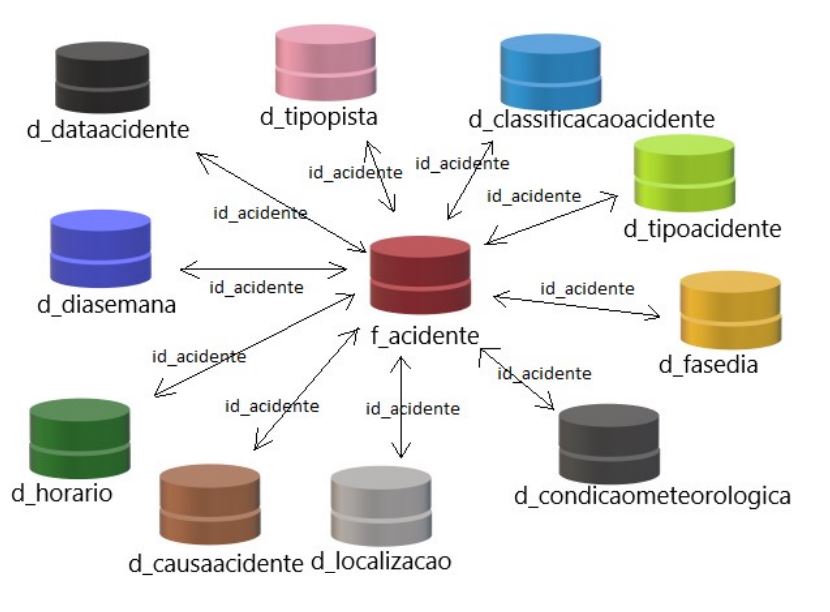 d_dataacidente
d_tipopista
d_classificacaoacidente
id_acidente
id_acidente
id_acidente
id_acidente
d_tipoacidente
d_diasemana
id_acidente
id_acidente
f_acidente
d_fasedia
id_acidente
id_acidente
id_acidente
id_acidente
d_horario
d_condicaometeorologica
d_causaacidente
d_localizacao